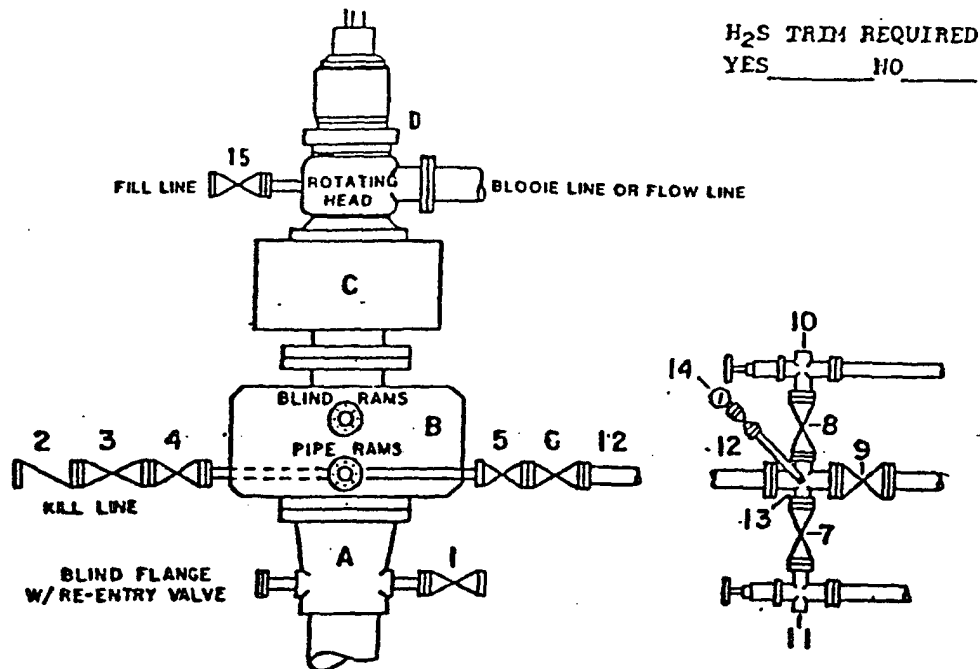 H₂S TRIM REQUIRED
YES______NO______
D
15
FILL LINE
ROTATING
HEAD
BLOOIE LINE OR FLOW LINE
C
10
14
BLIND RAMS
B
8
2 3 4
PIPE RAMS
5 6 12
12
9
KILL LINE
13
7
A
1
BLIND FLANGE
W/ RE-ENTRY VALVE
11